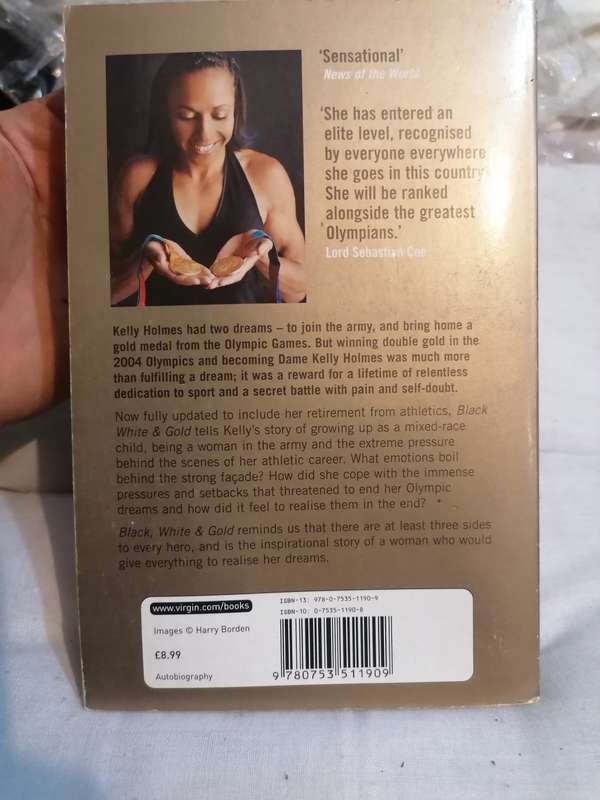 ‘Sensational’
News of the World
‘She has entered an
elite level, recognised
by everyone everywhere
she goes in this country
She will be ranked
alongside the greatest
Olympians.’
Lord Sebastian Coe
Kelly Holmes had two dreams – to join the army, and bring home a
gold medal from the Olympic Games. But winning double gold in the
2004 Olympics and becoming Dame Kelly Holmes was much more
than fulfilling a dream; it was a reward for a lifetime of relentless
dedication to sport and a secret battle with pain and self-doubt.
Now fully updated to include her retirement from athletics, Black
White & Gold tells Kelly’s story of growing up as a mixed-race
child, being a woman in the army and the extreme pressure
behind the scenes of her athletic career. What emotions boil
behind the strong façade? How did she cope with the immense
pressures and setbacks that threatened to end her Olympic
dreams and how did it feel to realise them in the end?
Black, White & Gold reminds us that there are at least three sides
to every hero, and is the inspirational story of a woman who would
give everything to realise her dreams.
www.virgin.com/books
Images © Harry Borden
£8.99
Autobiography
ISBN-13: 978-0-7535-1190-9
ISBN-10: 0-7535-1190-8
9 780753 511909